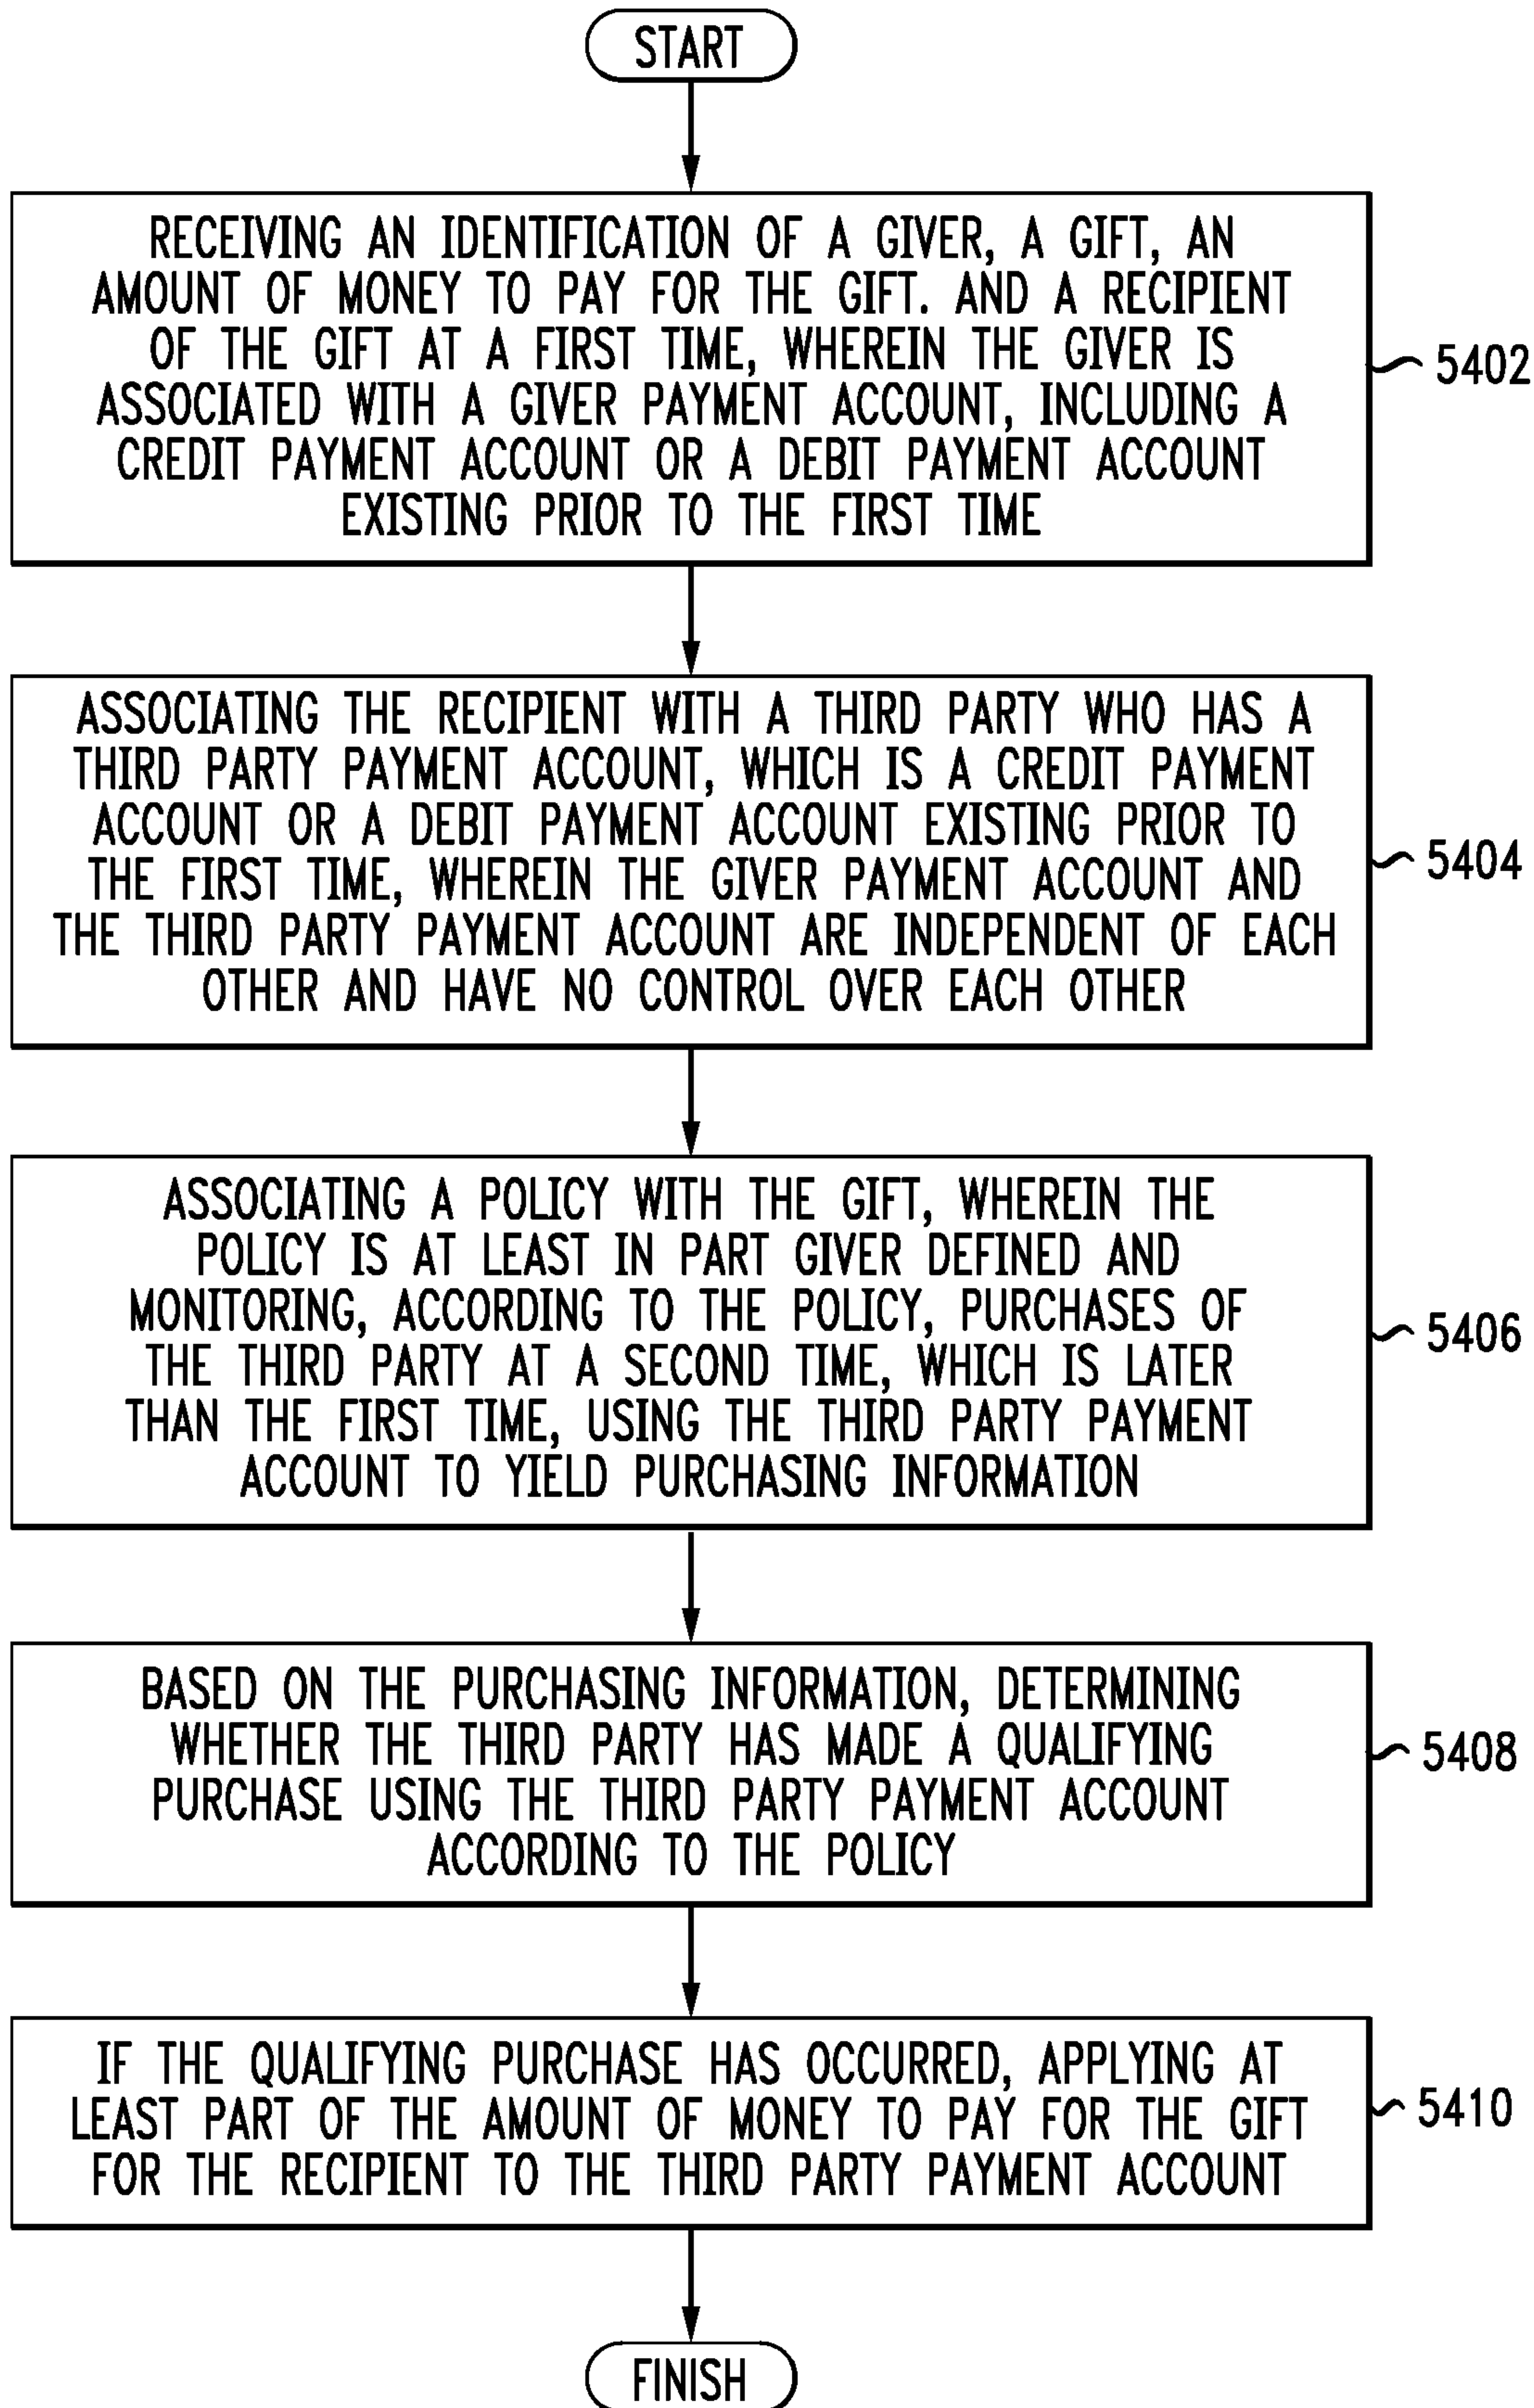 START
RECEIVING AN IDENTIFICATION OF A GIVER, A GIFT, AN
AMOUNT OF MONEY TO PAY FOR THE GIFT. AND A RECIPIENT
OF THE GIFT AT A FIRST TIME, WHEREIN THE GIVER IS
ASSOCIATED WITH A GIVER PAYMENT ACCOUNT, INCLUDING A
CREDIT PAYMENT ACCOUNT OR A DEBIT PAYMENT ACCOUNT
EXISTING PRIOR TO THE FIRST TIME
5402
ASSOCIATING THE RECIPIENT WITH A THIRD PARTY WHO HAS A
THIRD PARTY PAYMENT ACCOUNT, WHICH IS A CREDIT PAYMENT
ACCOUNT OR A DEBIT PAYMENT ACCOUNT EXISTING PRIOR TO
THE FIRST TIME, WHEREIN THE GIVER PAYMENT ACCOUNT AND
THE THIRD PARTY PAYMENT ACCOUNT ARE INDEPENDENT OF EACH
OTHER AND HAVE NO CONTROL OVER EACH OTHER
5404
ASSOCIATING A POLICY WITH THE GIFT, WHEREIN THE
POLICY IS AT LEAST IN PART GIVER DEFINED AND
MONITORING, ACCORDING TO THE POLICY, PURCHASES OF
THE THIRD PARTY AT A SECOND TIME, WHICH IS LATER
THAN THE FIRST TIME, USING THE THIRD PARTY PAYMENT
ACCOUNT TO YIELD PURCHASING INFORMATION
5406
BASED ON THE PURCHASING INFORMATION, DETERMINING
WHETHER THE THIRD PARTY HAS MADE A QUALIFYING
PURCHASE USING THE THIRD PARTY PAYMENT ACCOUNT
ACCORDING TO THE POLICY
5408
IF THE QUALIFYING PURCHASE HAS OCCURRED, APPLYING AT
LEAST PART OF THE AMOUNT OF MONEY TO PAY FOR THE GIFT
FOR THE RECIPIENT TO THE THIRD PARTY PAYMENT ACCOUNT
5410
FINISH